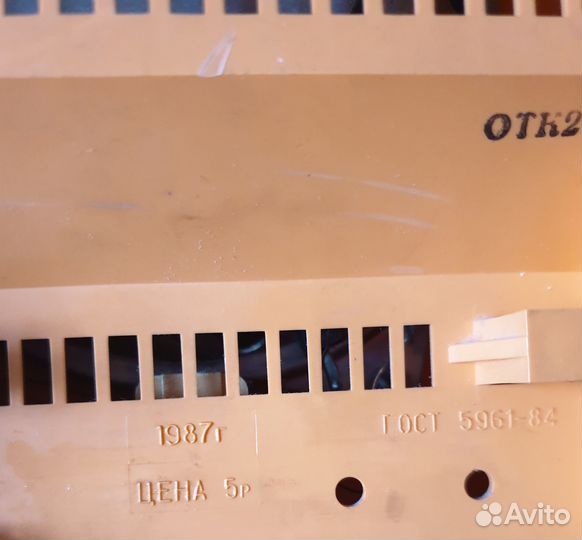 ОТК2
1987г
ГОСТ 5961-84
ЦЕНА 5р
Avito